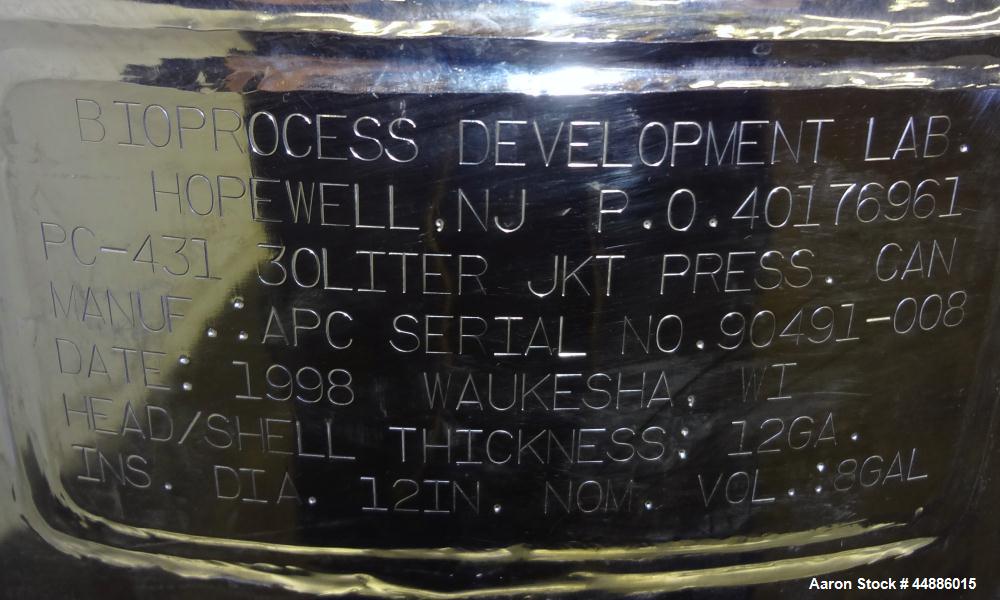 BIOPROCESS DEVELOPMENT LAB.
HOPEWELL,NJ - P.O.40176961
PC-431 30LITER JKT PRESS. CAN
MANUF.:.APC SERIAL NO.90491-008
DATE: 1998 WAUKESHA, WI
HEAD/SHELL THICKNESS: 12GA.
INS. DIA. 12IN. NOM. VOL.:8GAL
Aaron Stock # 44886015